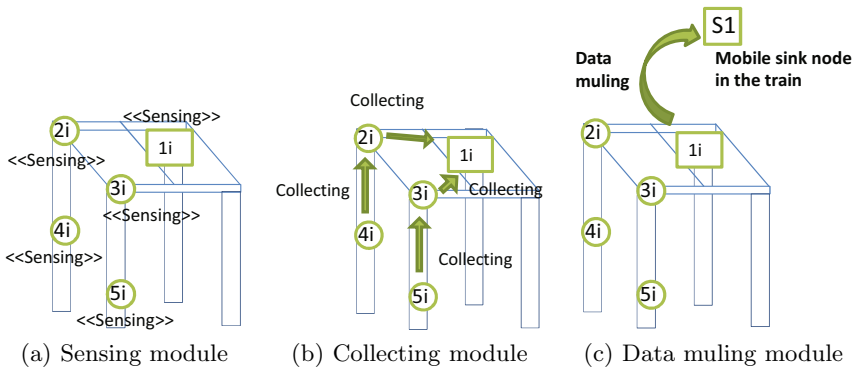 <<Sensing>>
2i
1i
<<Sensing>>
3i
<<Sensing>>
4i
<<Sensing>>
5i
<<Sensing>>
(a) Sensing module
Collecting
2i
1i
Collecting
3i
Collecting
4i
Collecting
5i
(b) Collecting module
S1
Data
muling
Mobile sink node
in the train
2i
1i
3i
4i
5i
(c) Data muling module